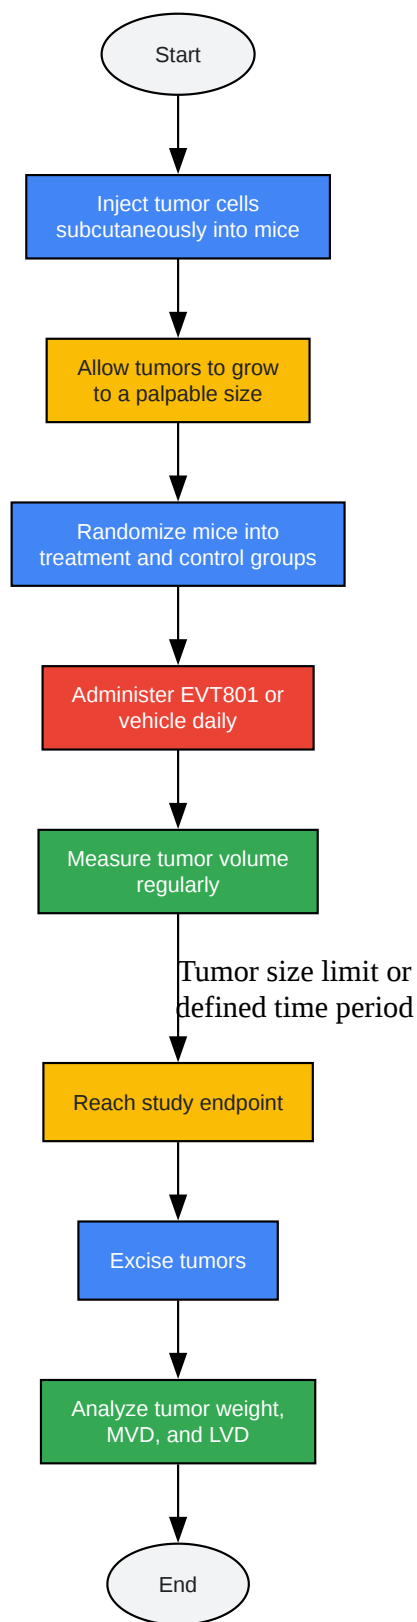 Start
Inject tumor cells
subcutaneously into mice
Allow tumors to grow
to a palpable size
Randomize mice into
treatment and control groups
Administer EVT801 or
vehicle daily
Measure tumor volume
regularly
Tumor size limit or
defined time period
Reach study endpoint
Excise tumors
Analyze tumor weight,
MVD, and LVD
End